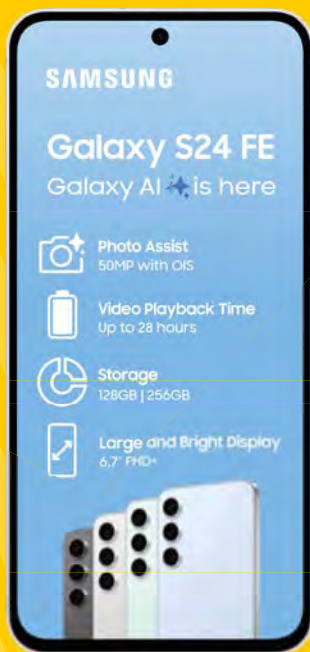 SAMSUNG
Galaxy S24 FE
Galaxy AI is here
Photo Assist
50MP with OIS
Video Playback Time
Up to 28 hours
Storage
128GB | 256GB
Large and Bright Display
6.7" FHD+